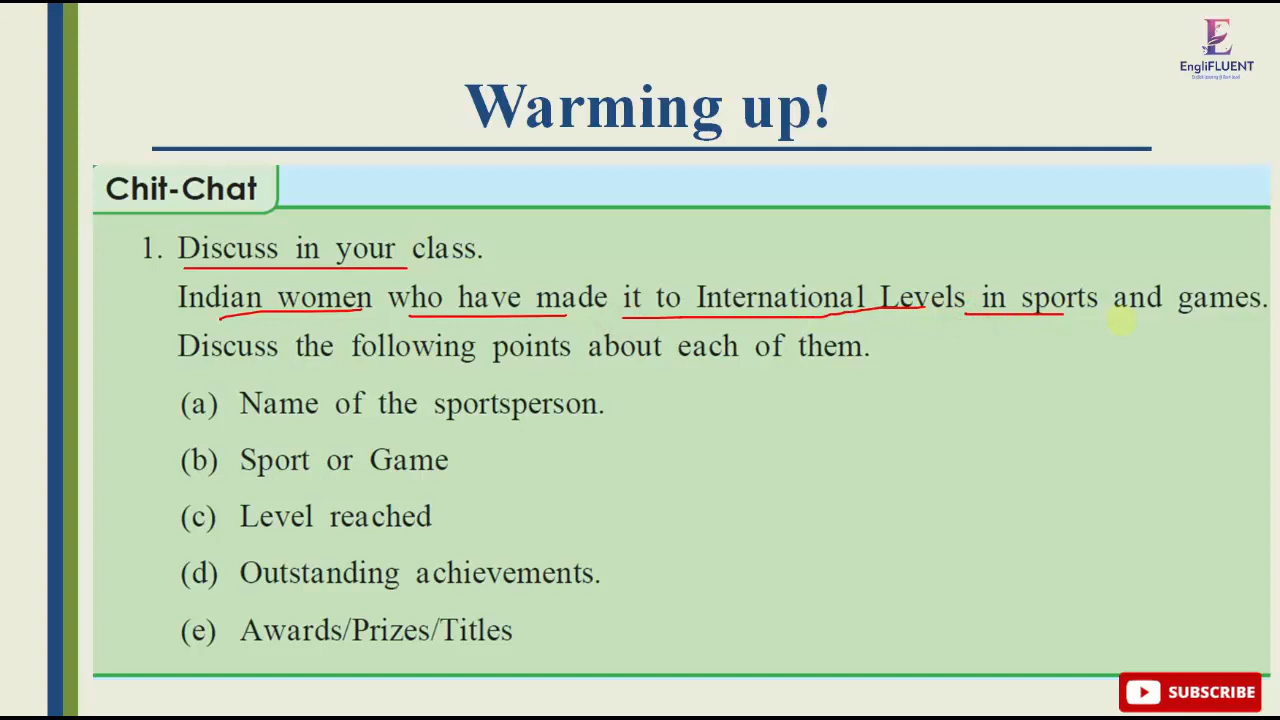 EngliFLUENT
Warming up!
Chit-Chat
1. Discuss in your class.
Indian women who have made it to International Levels in sports and games.
Discuss the following points about each of them.
(a) Name of the sportsperson.
(b) Sport or Game
(c) Level reached
(d) Outstanding achievements.
(e) Awards/Prizes/Titles
SUBSCRIBE